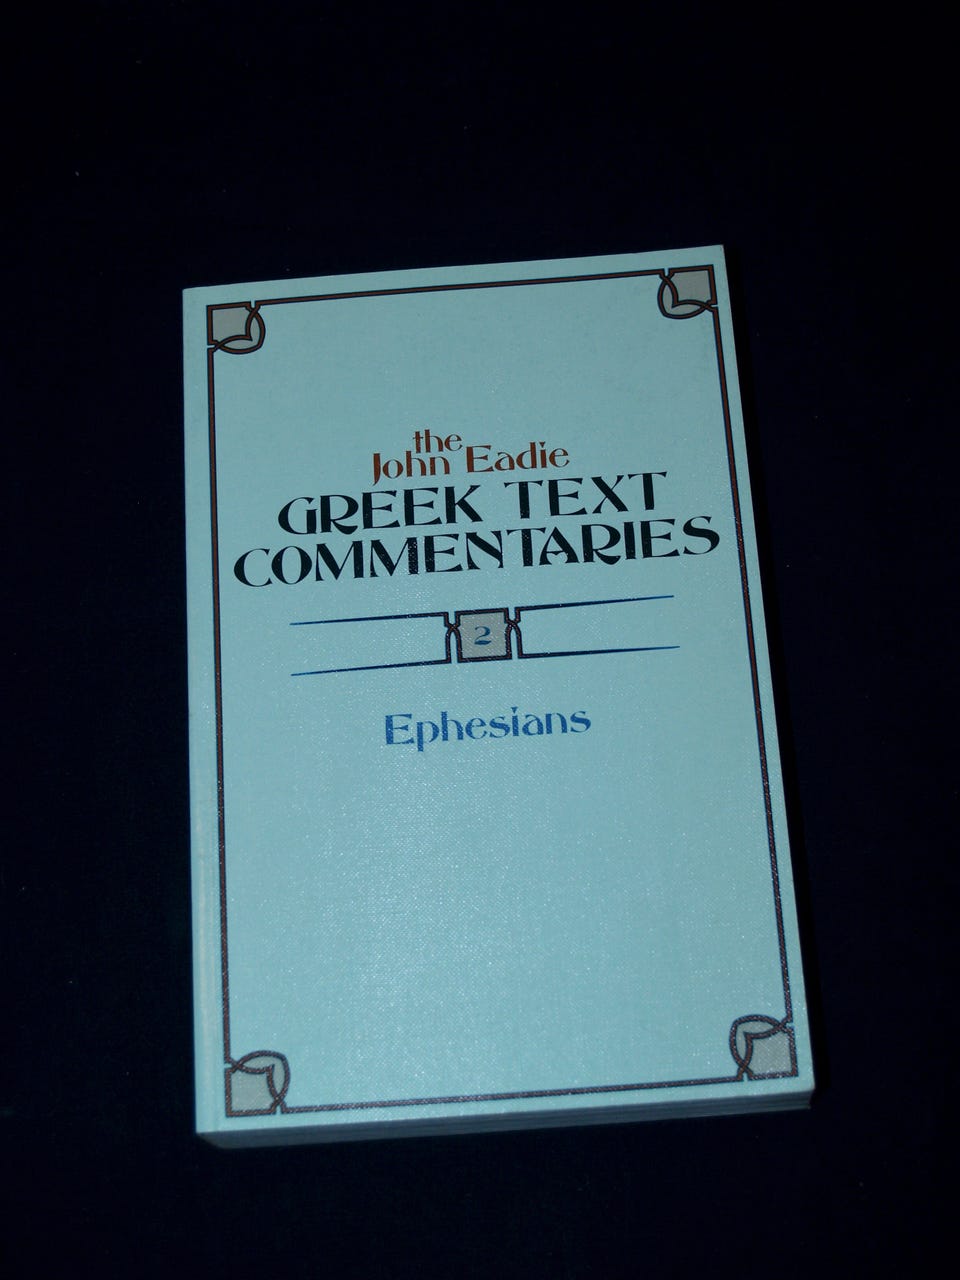 the
John Eadie
GREEK TEXT
COMMENTARIES
2
Ephesians